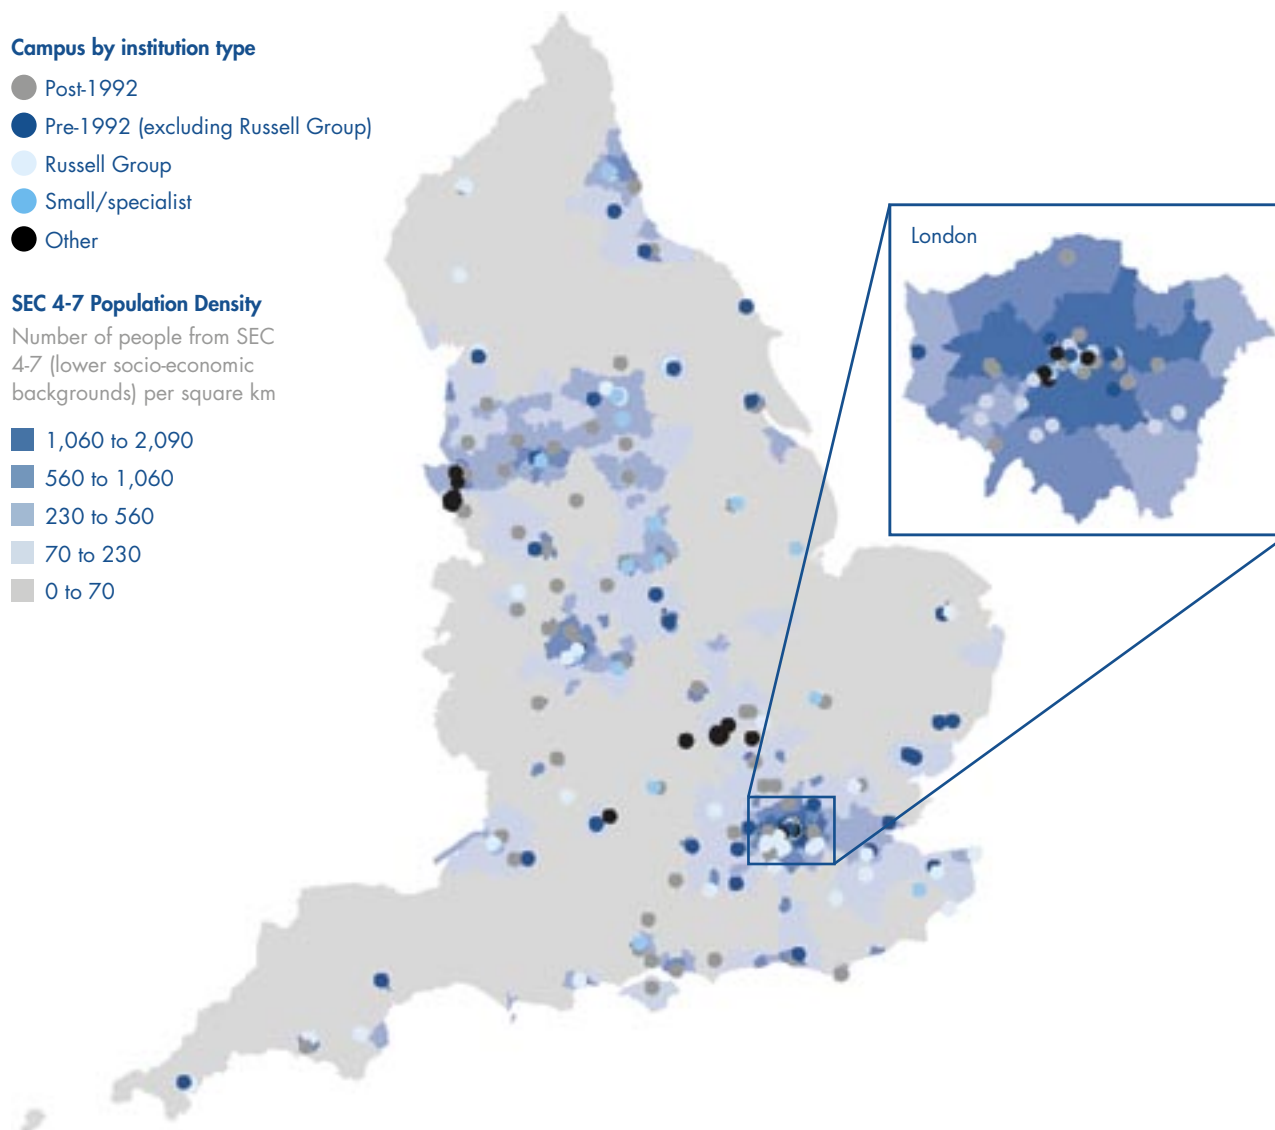 Campus by institution type
Post-1992
Pre-1992 (excluding Russell Group)
Russell Group
Small/specialist
Other
SEC 4-7 Population Density
Number of people from SEC
4-7 (lower socio-economic
backgrounds) per square km
1,060 to 2,090
560 to 1,060
230 to 560
70 to 230
0 to 70
London